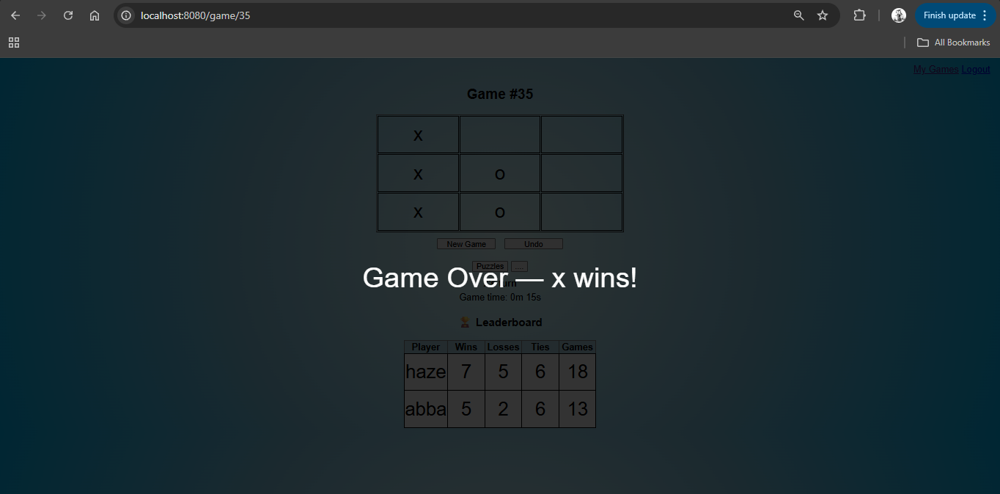 localhost:8080/game/35
Finish update
All Bookmarks
My Games Logout
Game #35
x
x o
x o
New Game Undo
Puzzles ...
Game Over — x wins!
Game time: 0m 15s
Leaderboard
Player Wins Losses Ties Games
haze 7 5 6 18
abba 5 2 6 13